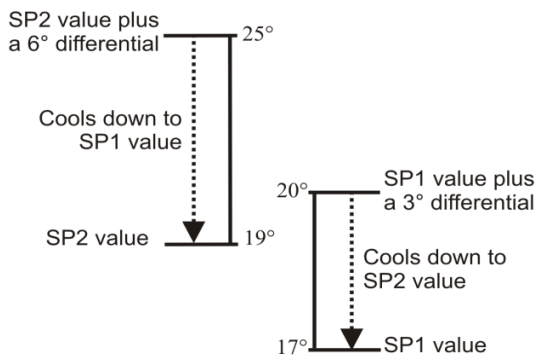 SP2 value plus
a 6° differential
25°
Cools down to
SP1 value
SP2 value
19°
20°
SP1 value plus
a 3° differential
Cools down to
SP2 value
17°
SP1 value